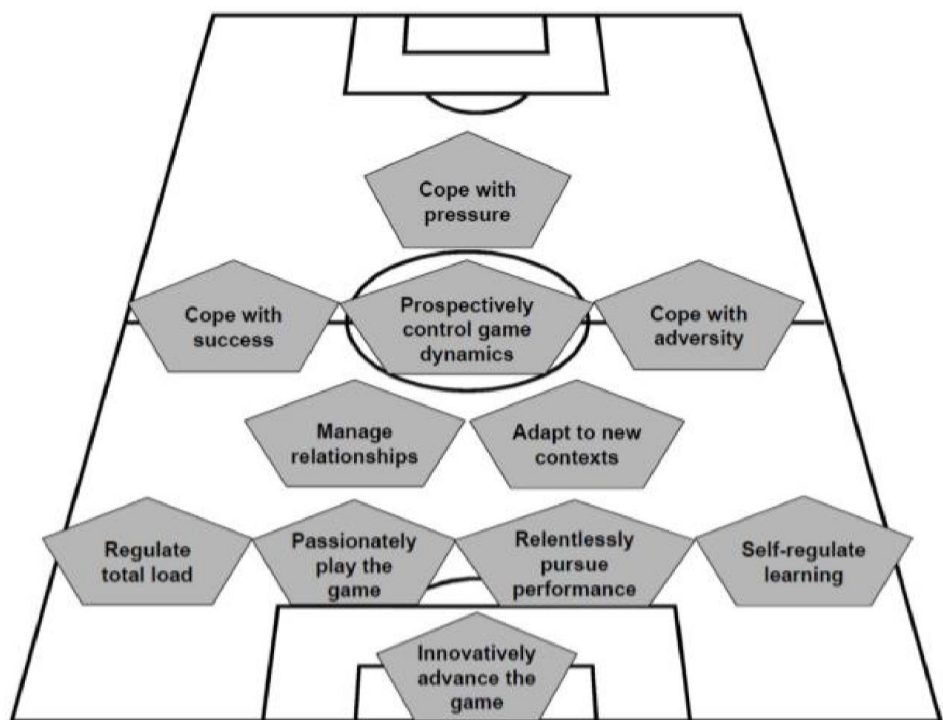 Cope with
pressure
Cope with
success
Prospectively
control game
dynamics
Cope with
adversity
Manage
relationships
Adapt to new
contexts
Regulate
total load
Passionately
play the
game
Relentlessly
pursue
performance
Self-regulate
learning
Innovatively
advance the
game